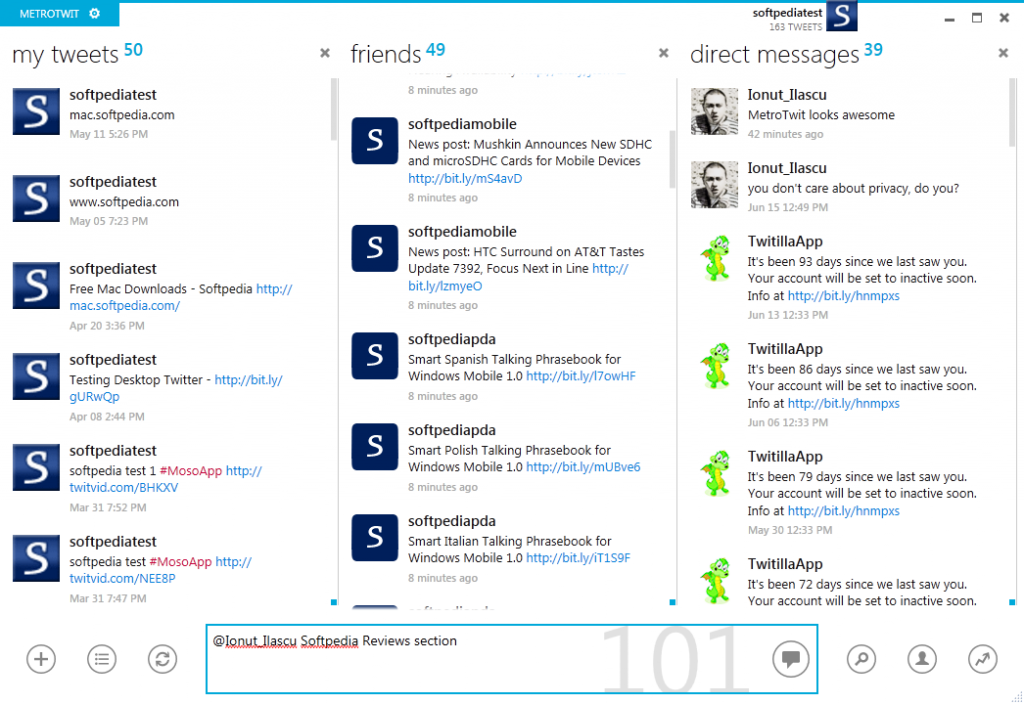 METROTWIT
softpediatest
163 TWEETS
my tweets 50
softpediatest
mac.softpedia.com
May 11 5:26 PM
softpediatest
www.softpedia.com
May 05 7:23 PM
softpediatest
Free Mac Downloads - Softpedia http://
mac.softpedia.com/
Apr 20 3:36 PM
softpediatest
Testing Desktop Twitter - http://bit.ly/
gURwQp
Apr 08 2:44 PM
softpediatest
softpedia test 1 #MosoApp http://
twitvid.com/BHKXV
Mar 31 7:52 PM
softpediatest
softpedia test #MosoApp http://
twitvid.com/NEE8P
Mar 31 7:47 PM
friends 49
8 minutes ago
softpediamobile
News post: Mushkin Announces New SDHC
and microSDHC Cards for Mobile Devices
http://bit.ly/mS4avD
8 minutes ago
softpediamobile
News post: HTC Surround on AT&T Tastes
Update 7392, Focus Next in Line http://
bit.ly/lzmyeO
8 minutes ago
softpediapda
Smart Spanish Talking Phrasebook for
Windows Mobile 1.0 http://bit.ly/l7owHF
8 minutes ago
softpediapda
Smart Polish Talking Phrasebook for
Windows Mobile 1.0 http://bit.ly/mUBve6
8 minutes ago
softpediapda
Smart Italian Talking Phrasebook for
Windows Mobile 1.0 http://bit.ly/iT1S9F
8 minutes ago
direct messages 39
Ionut_Ilascu
MetroTwit looks awesome
42 minutes ago
Ionut_Ilascu
you don't care about privacy, do you?
Jun 15 12:49 PM
TwitillaApp
It's been 93 days since we last saw you.
Your account will be set to inactive soon.
Info at http://bit.ly/hnmpxs
Jun 13 12:33 PM
TwitillaApp
It's been 86 days since we last saw you.
Your account will be set to inactive soon.
Info at http://bit.ly/hnmpxs
Jun 06 12:33 PM
TwitillaApp
It's been 79 days since we last saw you.
Your account will be set to inactive soon.
Info at http://bit.ly/hnmpxs
May 30 12:33 PM
TwitillaApp
It's been 72 days since we last saw you.
Your account will be set to inactive soon.
@Ionut_Ilascu Softpedia Reviews section
101